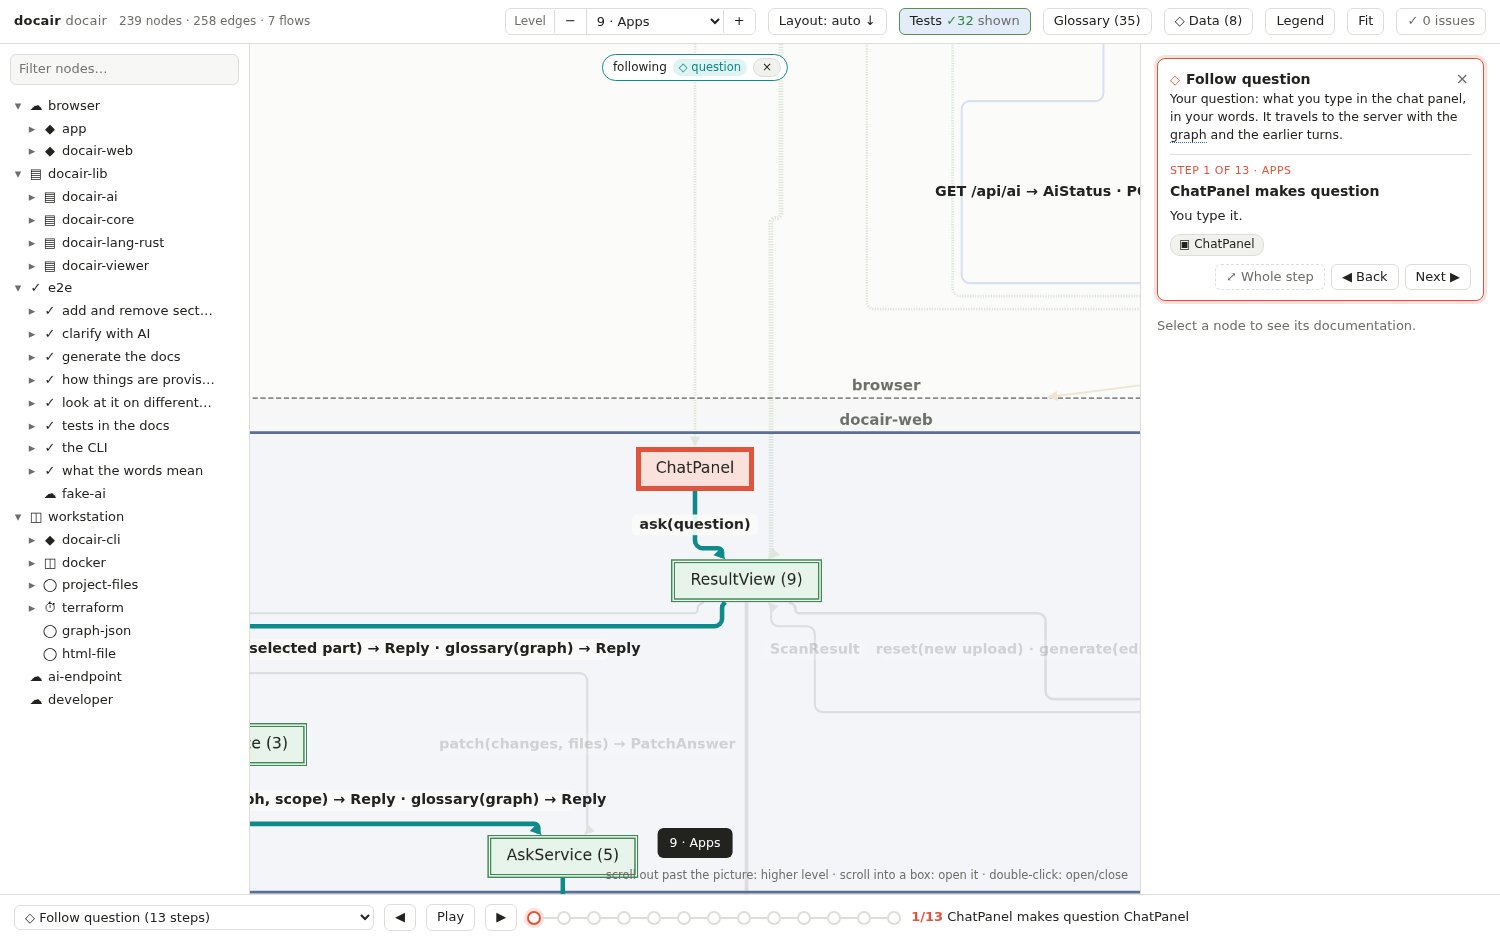 docair docair 239 nodes · 258 edges · 7 flows
Level − 9 · Apps + Layout: auto ↓ Tests ✓32 shown Glossary (35) ◇ Data (8) Legend Fit ✓ 0 issues
Filter nodes…
▾ ☁ browser
▸ ◆ app
▸ ◆ docair-web
▾ ▤ docair-lib
▸ ▤ docair-ai
▸ ▤ docair-core
▸ ▤ docair-lang-rust
▸ ▤ docair-viewer
▾ ✓ e2e
▸ ✓ add and remove sect…
▸ ✓ clarify with AI
▸ ✓ generate the docs
▸ ✓ how things are provis…
▸ ✓ look at it on different…
▸ ✓ tests in the docs
▸ ✓ the CLI
▸ ✓ what the words mean
☁ fake-ai
▾ ◫ workstation
▸ ◆ docair-cli
▸ ◫ docker
▸ ◯ project-files
▸ ⏱ terraform
◯ graph-json
◯ html-file
☁ ai-endpoint
☁ developer
following ◇ question ×
GET /api/ai → AiStatus ·
browser
docair-web
ChatPanel
ask(question)
ResultView (9)
selected part) → Reply · glossary(graph) → Reply
ScanResult reset(new upload) · generate(ed
patch(changes, files) → PatchAnswer
e (3)
ph, scope) → Reply · glossary(graph) → Reply
AskService (5)
9 · Apps
scroll out past the picture: higher level · scroll into a box: open it · double-click: open/close
◇ Follow question ×
Your question: what you type in the chat panel,
in your words. It travels to the server with the
graph and the earlier turns.
STEP 1 OF 13 · APPS
ChatPanel makes question
You type it.
▣ ChatPanel
⤢ Whole step ◀ Back Next ▶
Select a node to see its documentation.
◇ Follow question (13 steps) ◀ Play ▶ 1/13 ChatPanel makes question ChatPanel